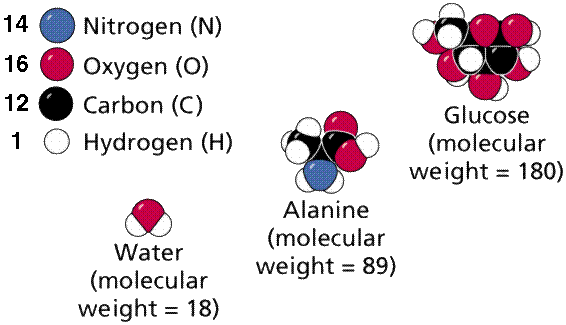 14 Nitrogen (N)
16 Oxygen (O)
12 Carbon (C)
1 Hydrogen (H)
Glucose
(molecular
weight = 180)
Alanine
(molecular
weight = 89)
Water
(molecular
weight = 18)